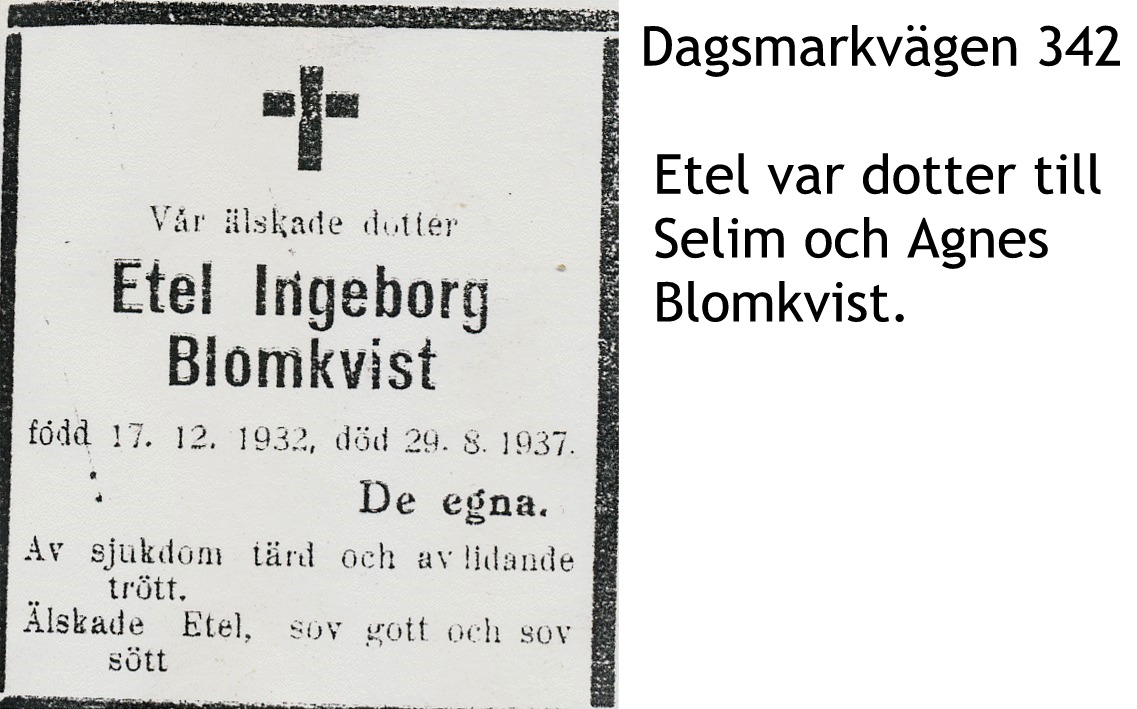 Vår älskade dotter
Etel Ingeborg
Blomkvist
född 17. 12. 1932, död 29. 8. 1937.
De egna.
Av sjukdom tärd och av lidande
trött.
Älskade Etel, sov gott och sov
sött
Dagsmarkvägen 342
Etel var dotter till
Selim och Agnes
Blomkvist.